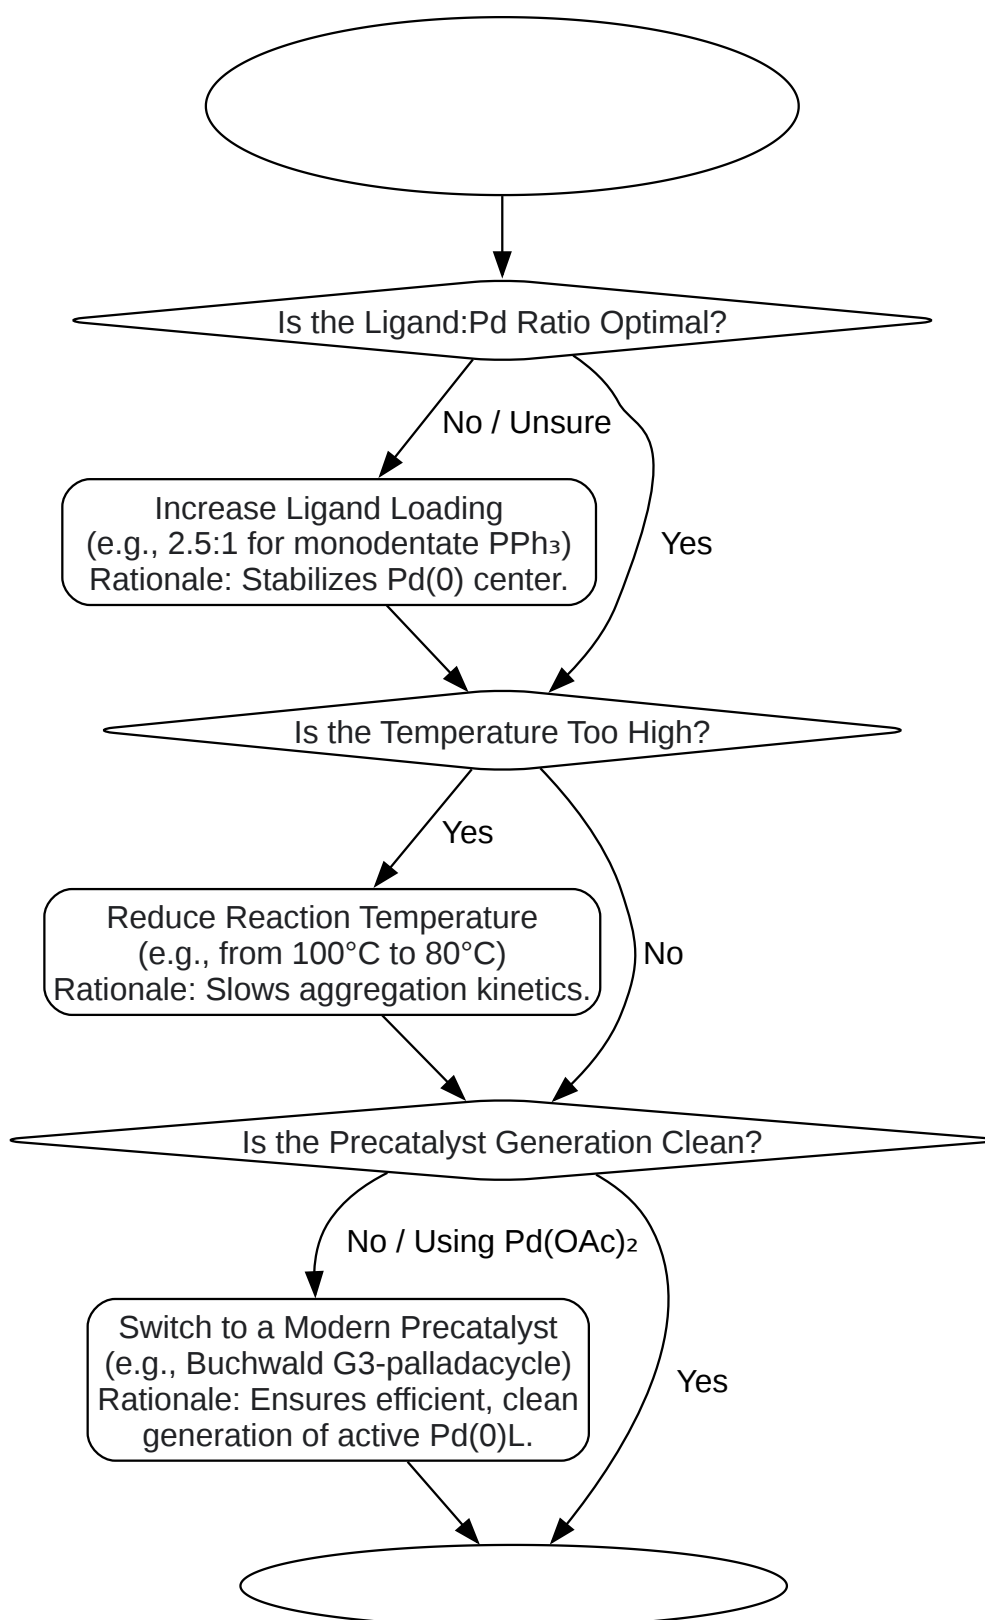 Is the Ligand:Pd Ratio Optimal?
No / Unsure
Increase Ligand Loading
(e.g., 2.5:1 for monodentate PPh₃)
Rationale: Stabilizes Pd(0) center.
Yes
Is the Temperature Too High?
Yes
Reduce Reaction Temperature
(e.g., from 100°C to 80°C)
Rationale: Slows aggregation kinetics.
No
Is the Precatalyst Generation Clean?
No / Using Pd(OAc)₂
Switch to a Modern Precatalyst
(e.g., Buchwald G3-palladacycle)
Rationale: Ensures efficient, clean
generation of active Pd(0)L.
Yes